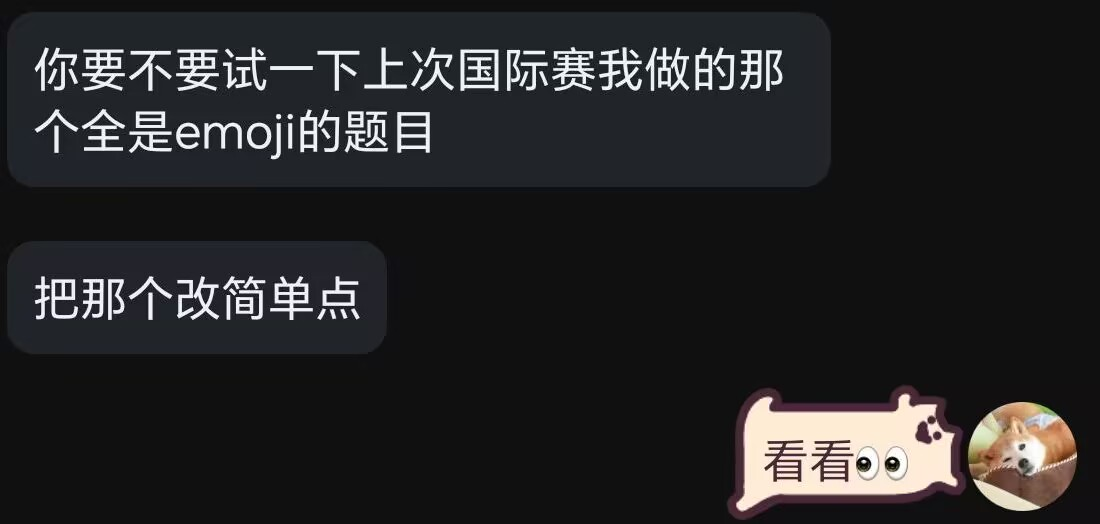 你要不要试一下上次国际赛我做的那
个全是emoji的题目
把那个改简单点
看看👀